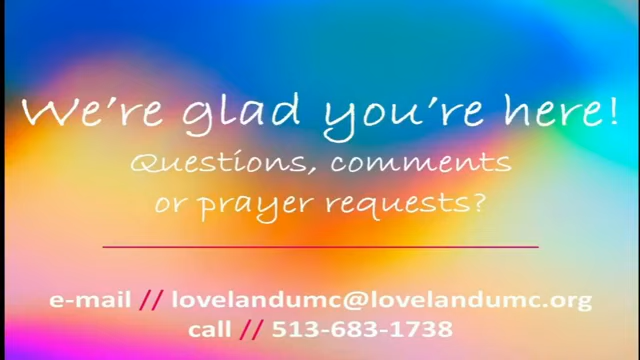 We're glad you're here!
Questions, comments
or prayer requests?
e-mail // lovelandumc@lovelandumc.org
call // 513-683-1738